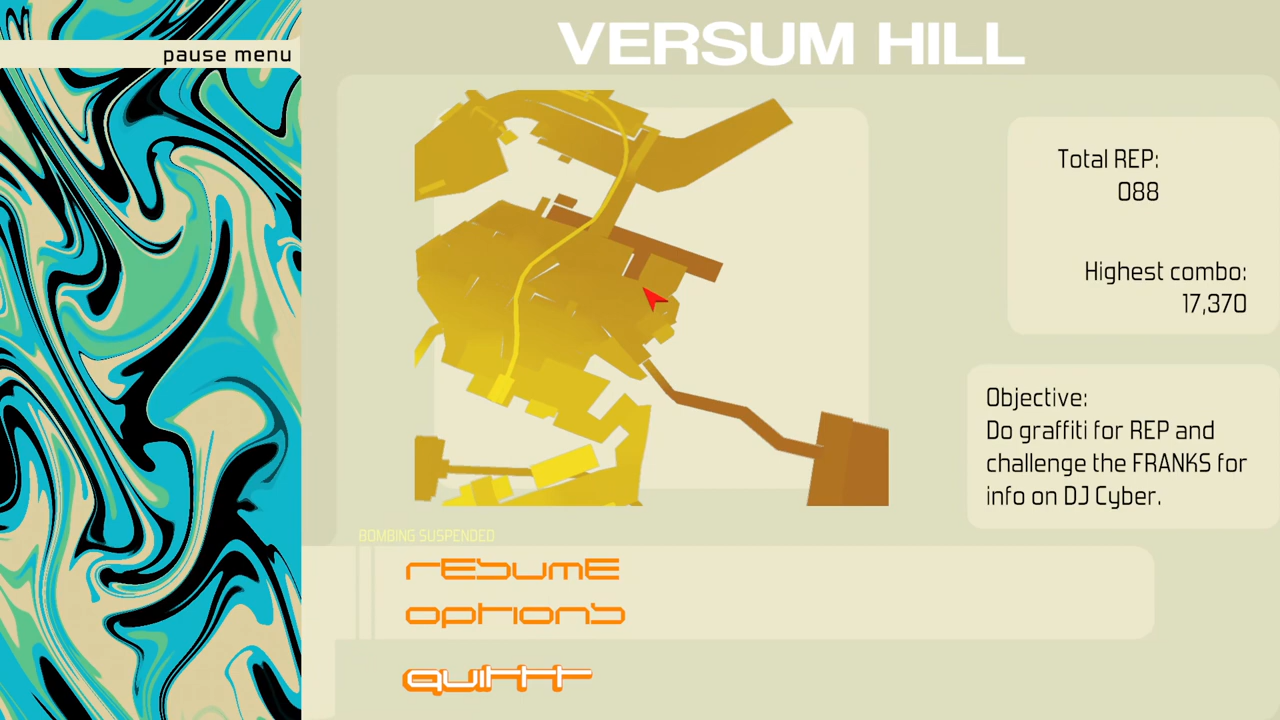 VERSUM HILL
pause menu
Total REP:
088
Highest combo:
17,370
Objective:
Do graffiti for REP and
challenge the FRANKS for
info on DJ Cyber.
BOMBING SUSPENDED
rEsumE
options
quitttt